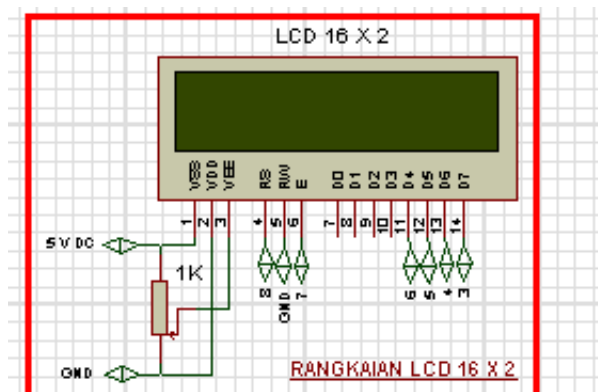 LCD 16 X 2
VSS VDD VEE RS RW E D0 D1 D2 D3 D4 D5 D6 D7
1 2 3 4 5 6 7 8 9 10 11 12 13 14
5 V DC
1K
8 GND 7 6 5 4 3
GND
RANGKAIAN LCD 16 X 2